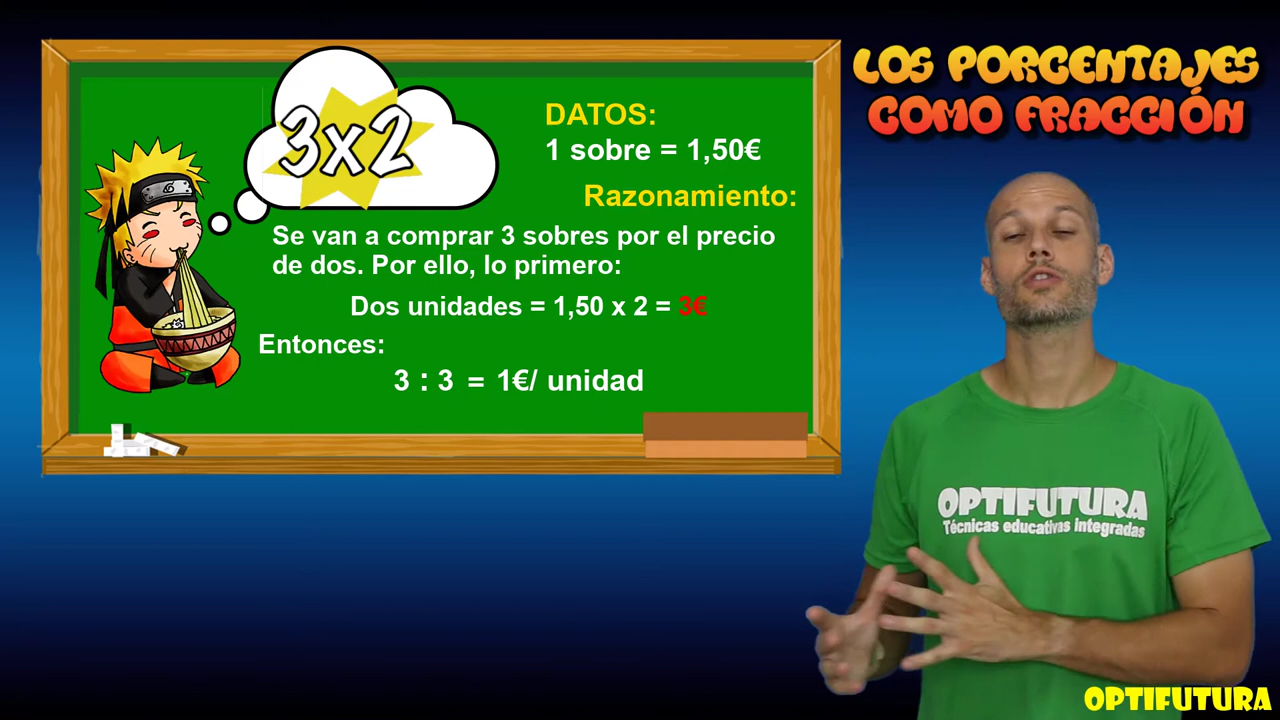 LOS PORCENTAJES
COMO FRACCIÓN
3x2
DATOS:
1 sobre = 1,50€
Razonamiento:
Se van a comprar 3 sobres por el precio
de dos. Por ello, lo primero:
Dos unidades = 1,50 x 2 = 3€
Entonces:
3 : 3 = 1€/ unidad
OPTIFUTURA
Técnicas educativas integradas
OPTIFUTURA